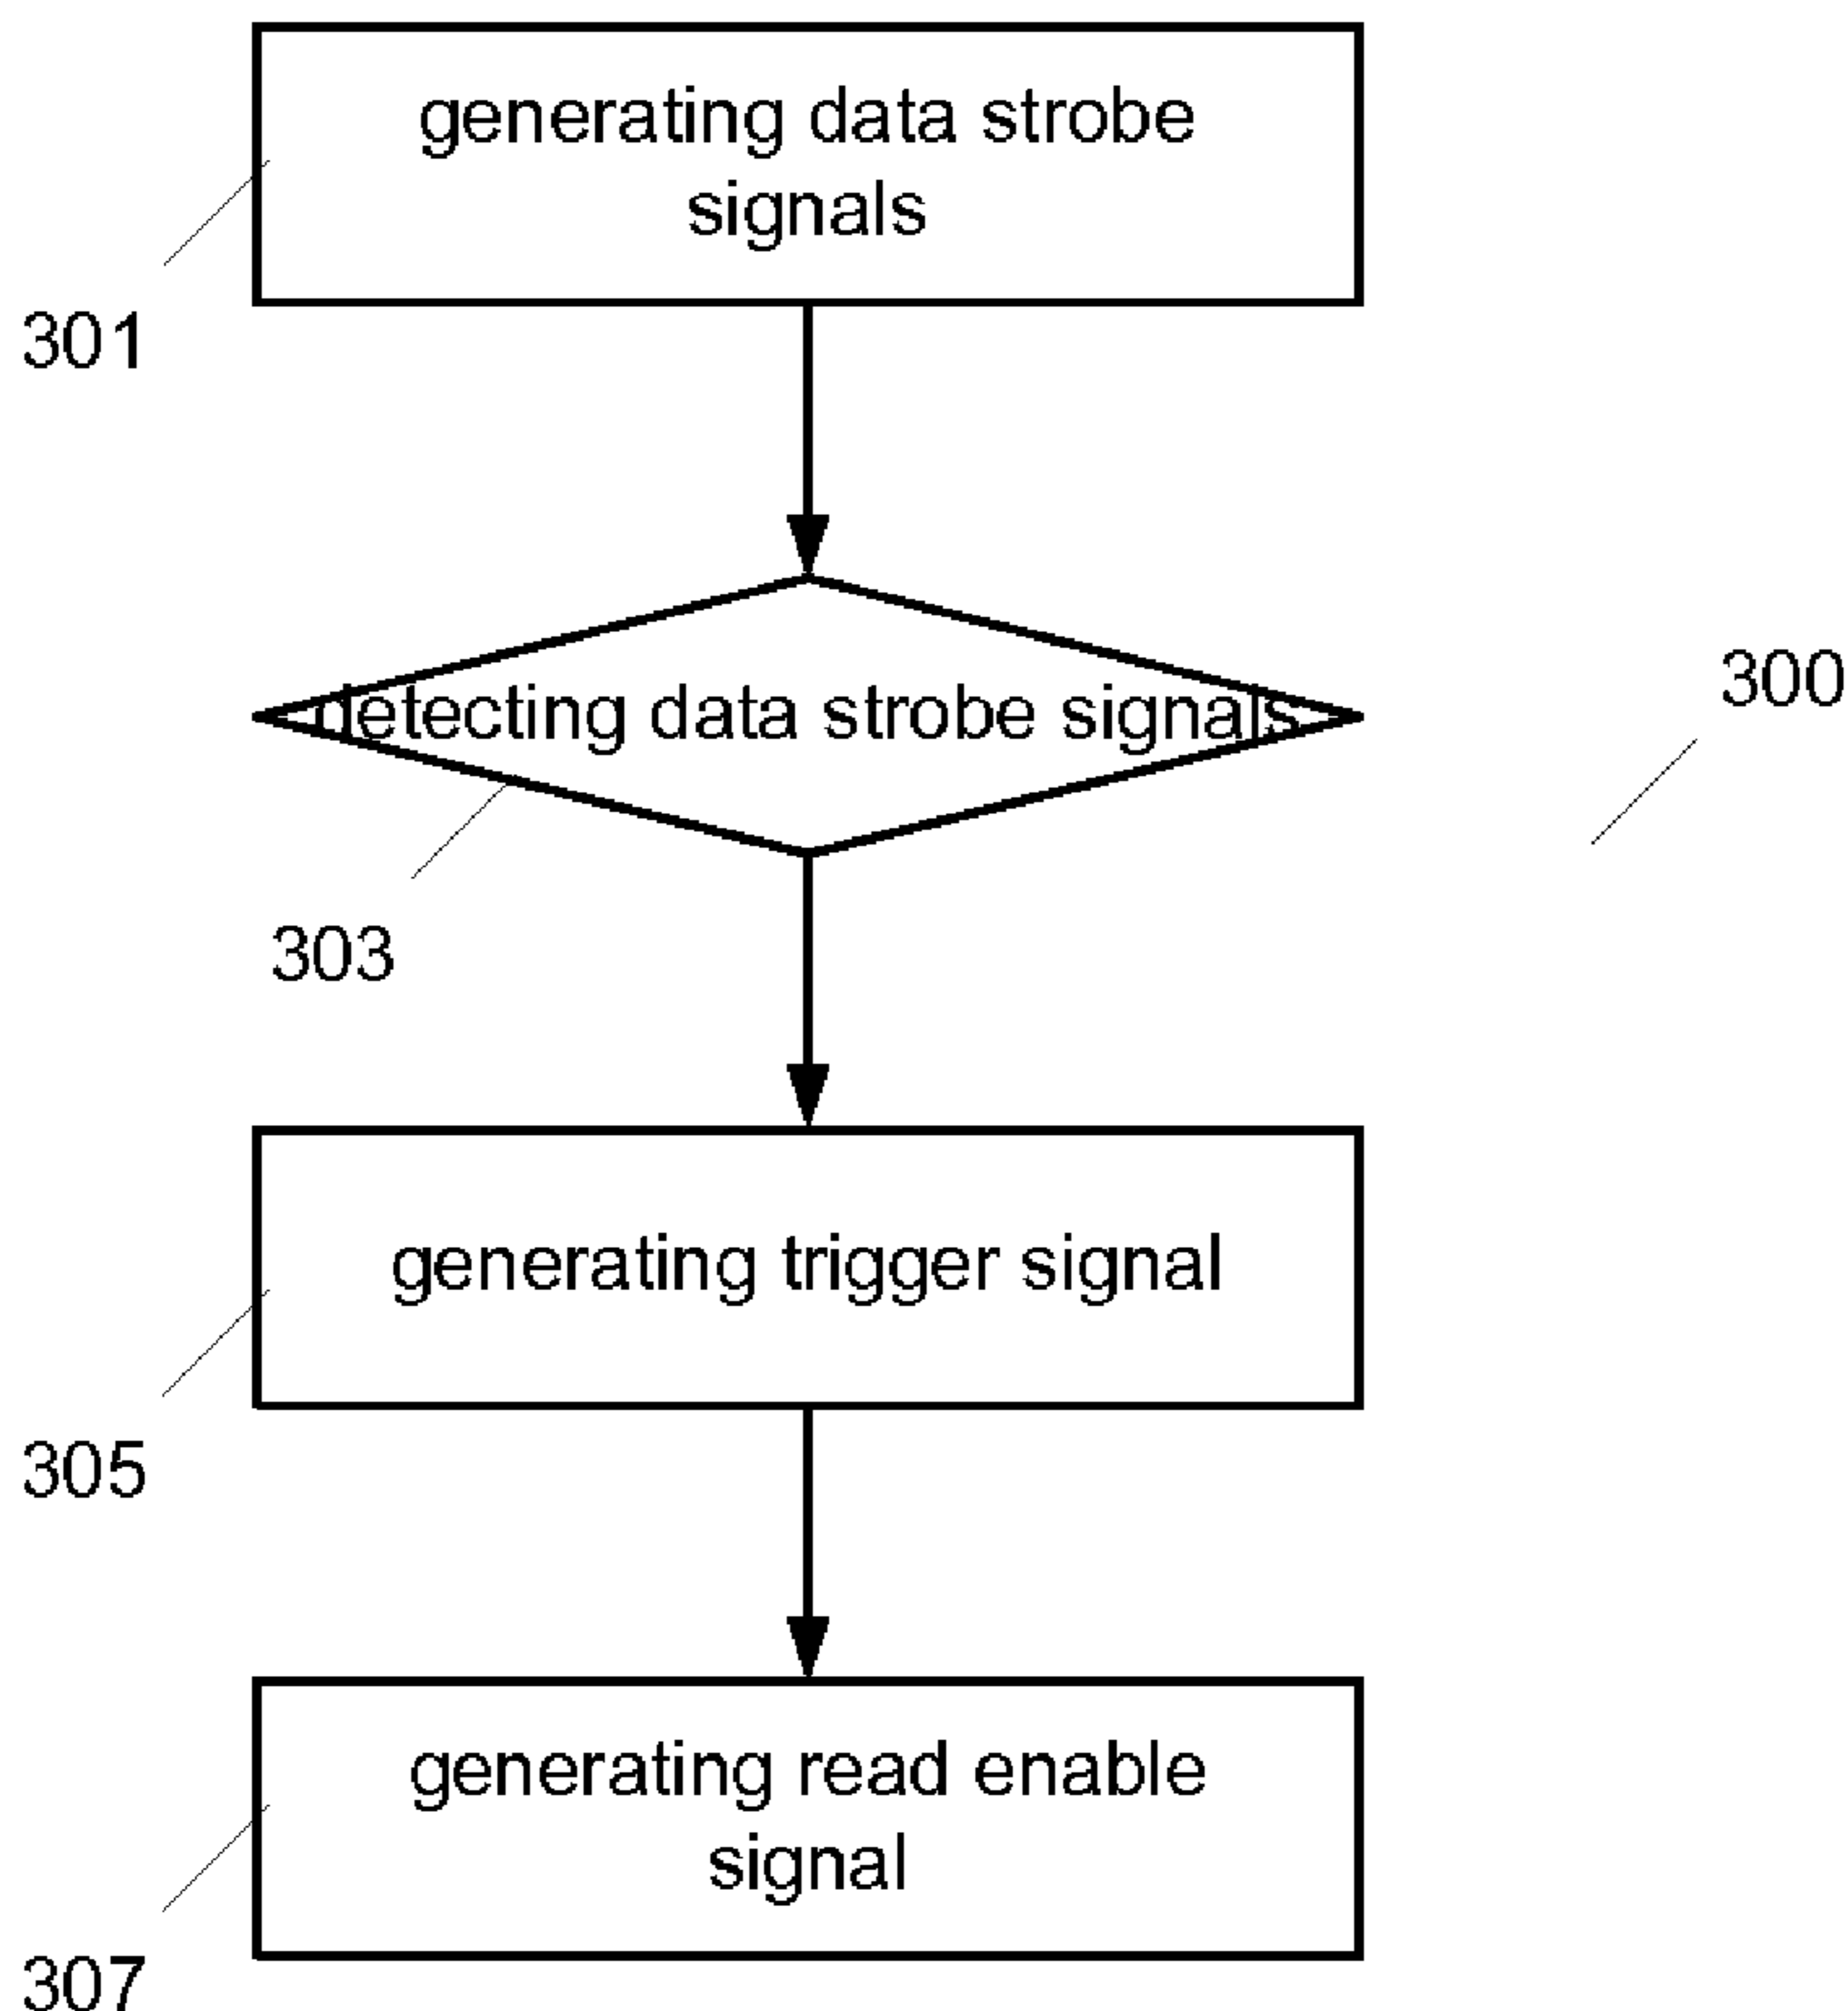 generating data strobe
signals
301
detecting data strobe signals
300
303
generating trigger signal
305
generating read enable
signal
307